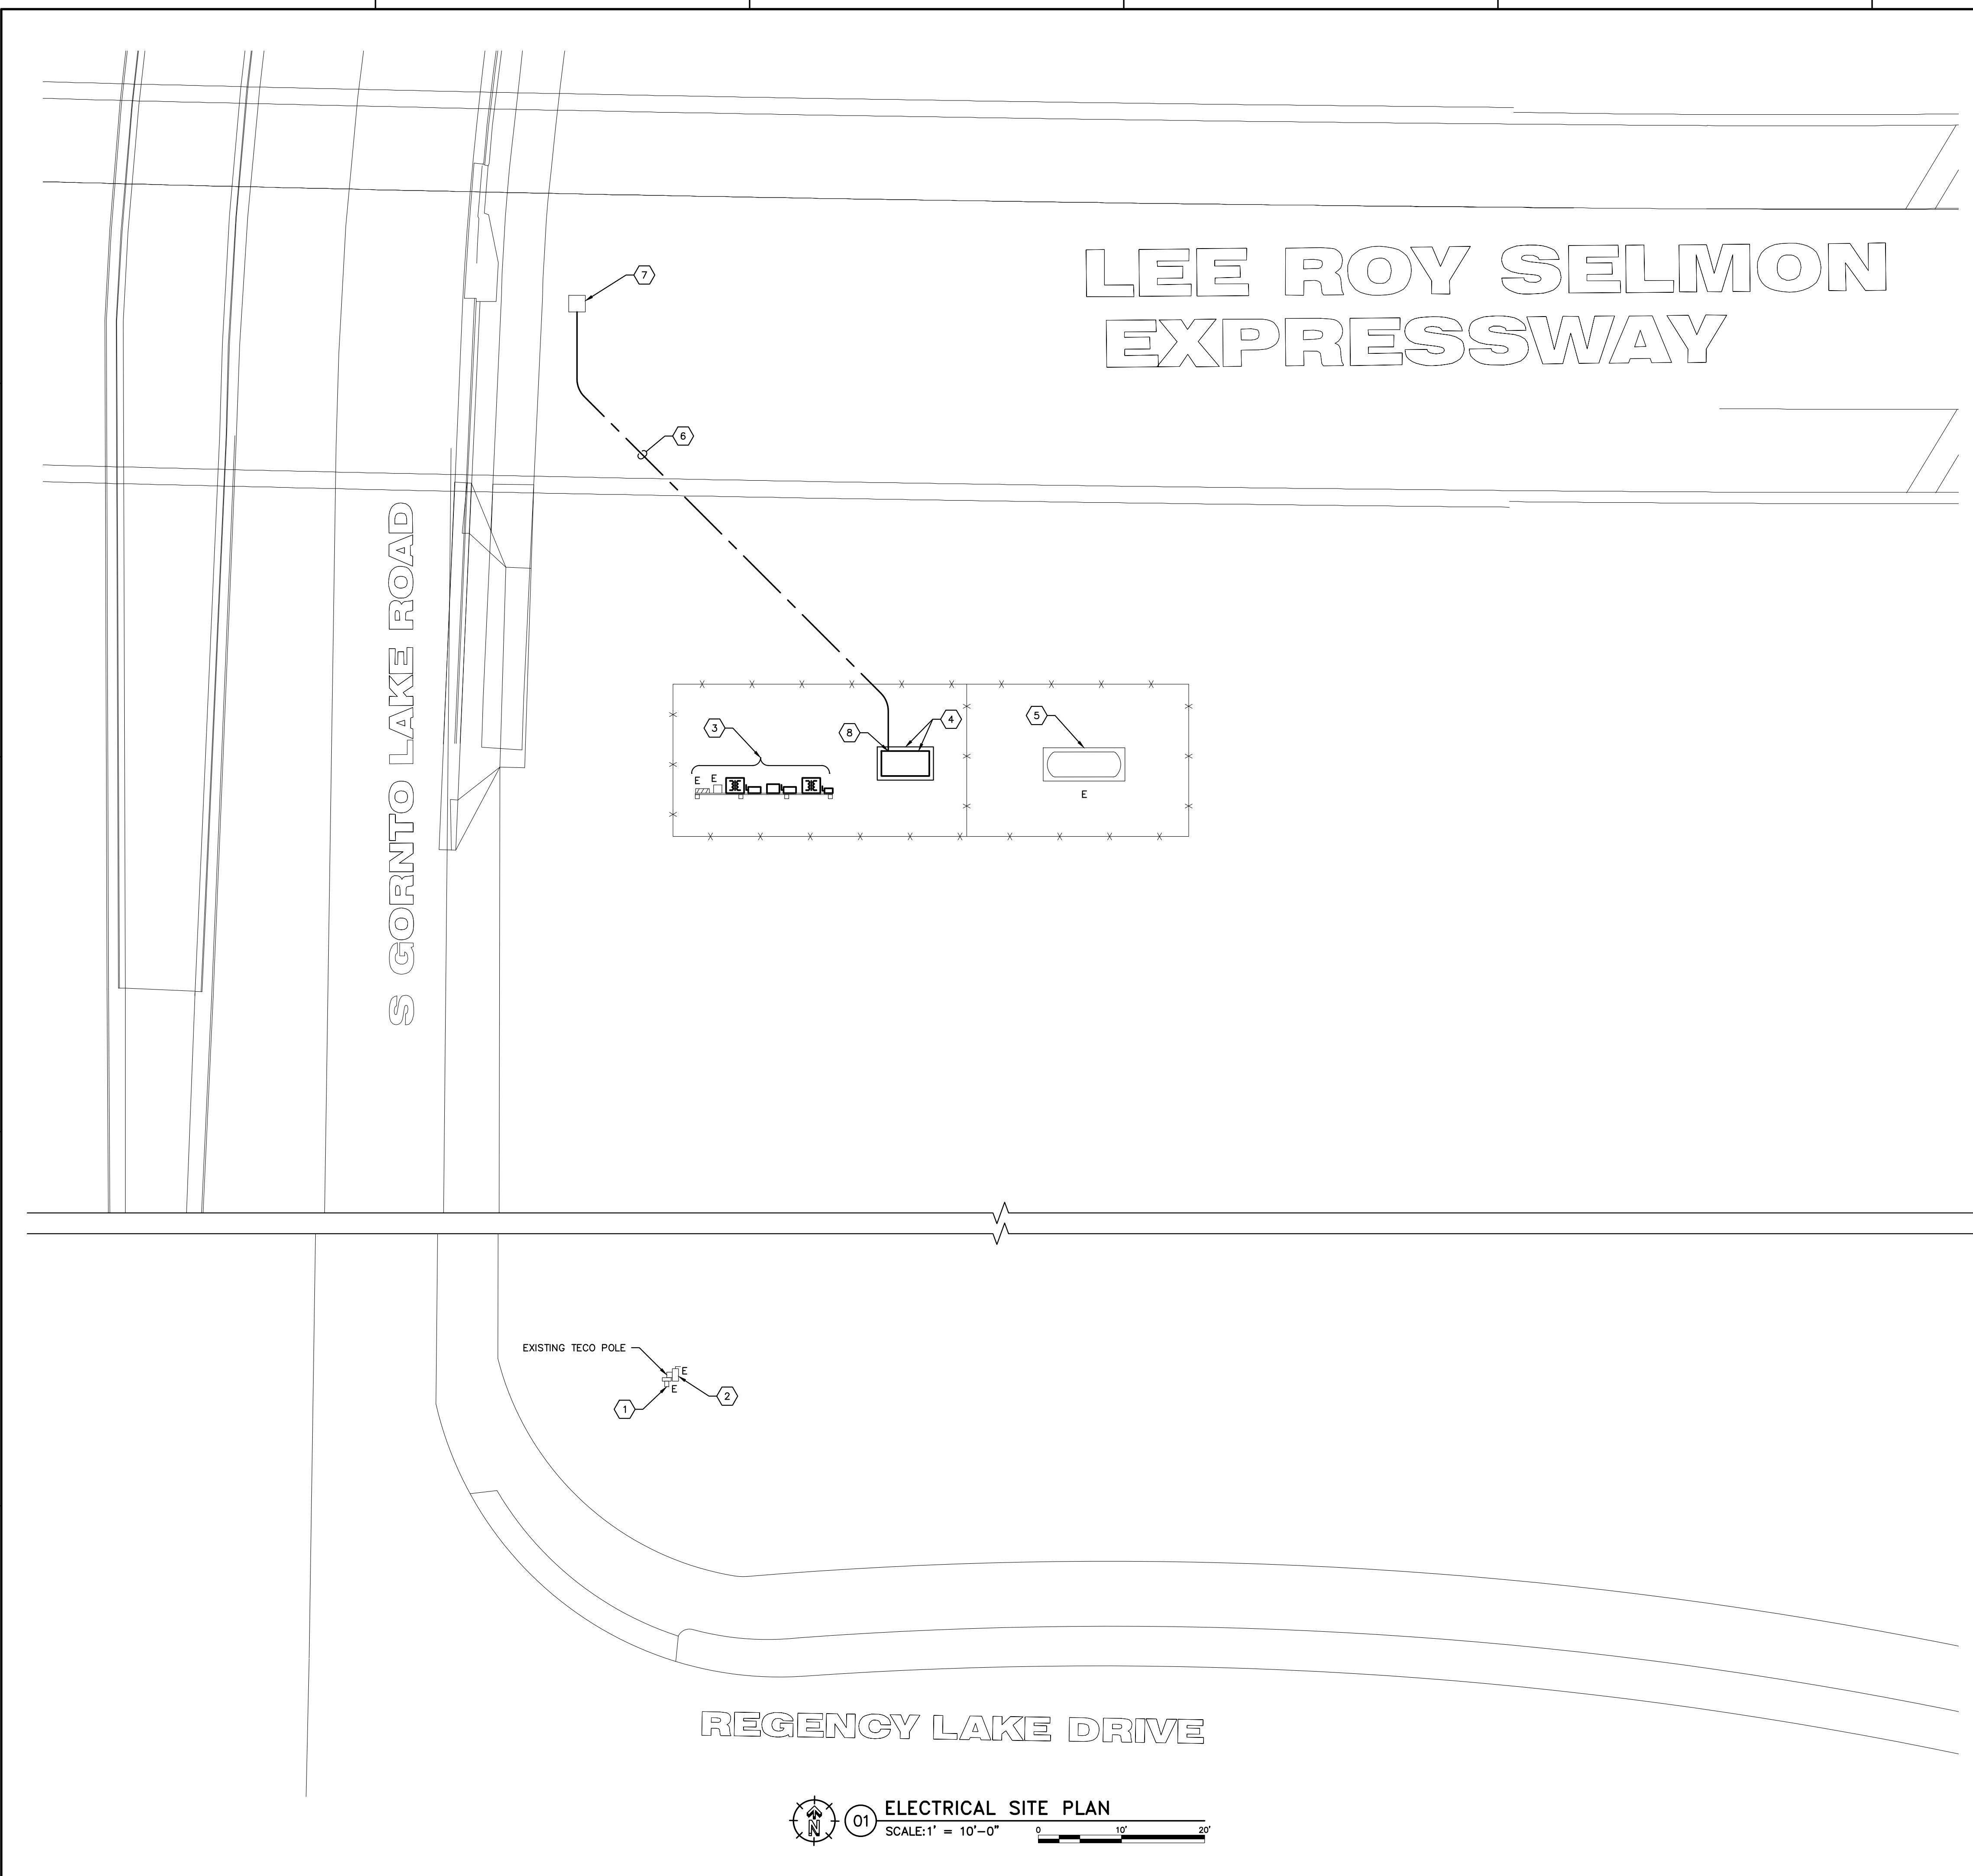 LEE ROY SELMON
EXPRESSWAY
7
6
S GORNTO LAKE ROAD
3
8
4
5
E
E
E
EXISTING TECO POLE
E
E
1
2
REGENCY LAKE DRIVE
N
01
ELECTRICAL SITE PLAN
SCALE:1' = 10'-0"
0
10'
20'